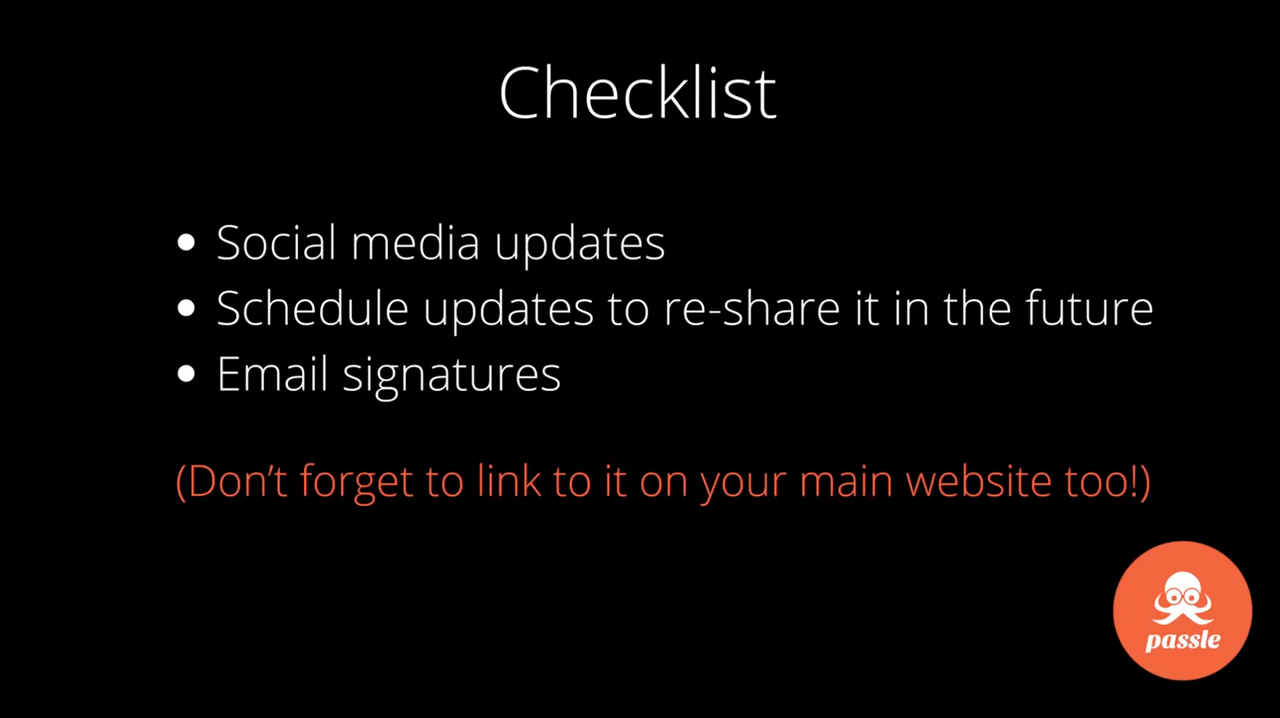 Checklist
• Social media updates
• Schedule updates to re-share it in the future
• Email signatures
(Don’t forget to link to it on your main website too!)
passle